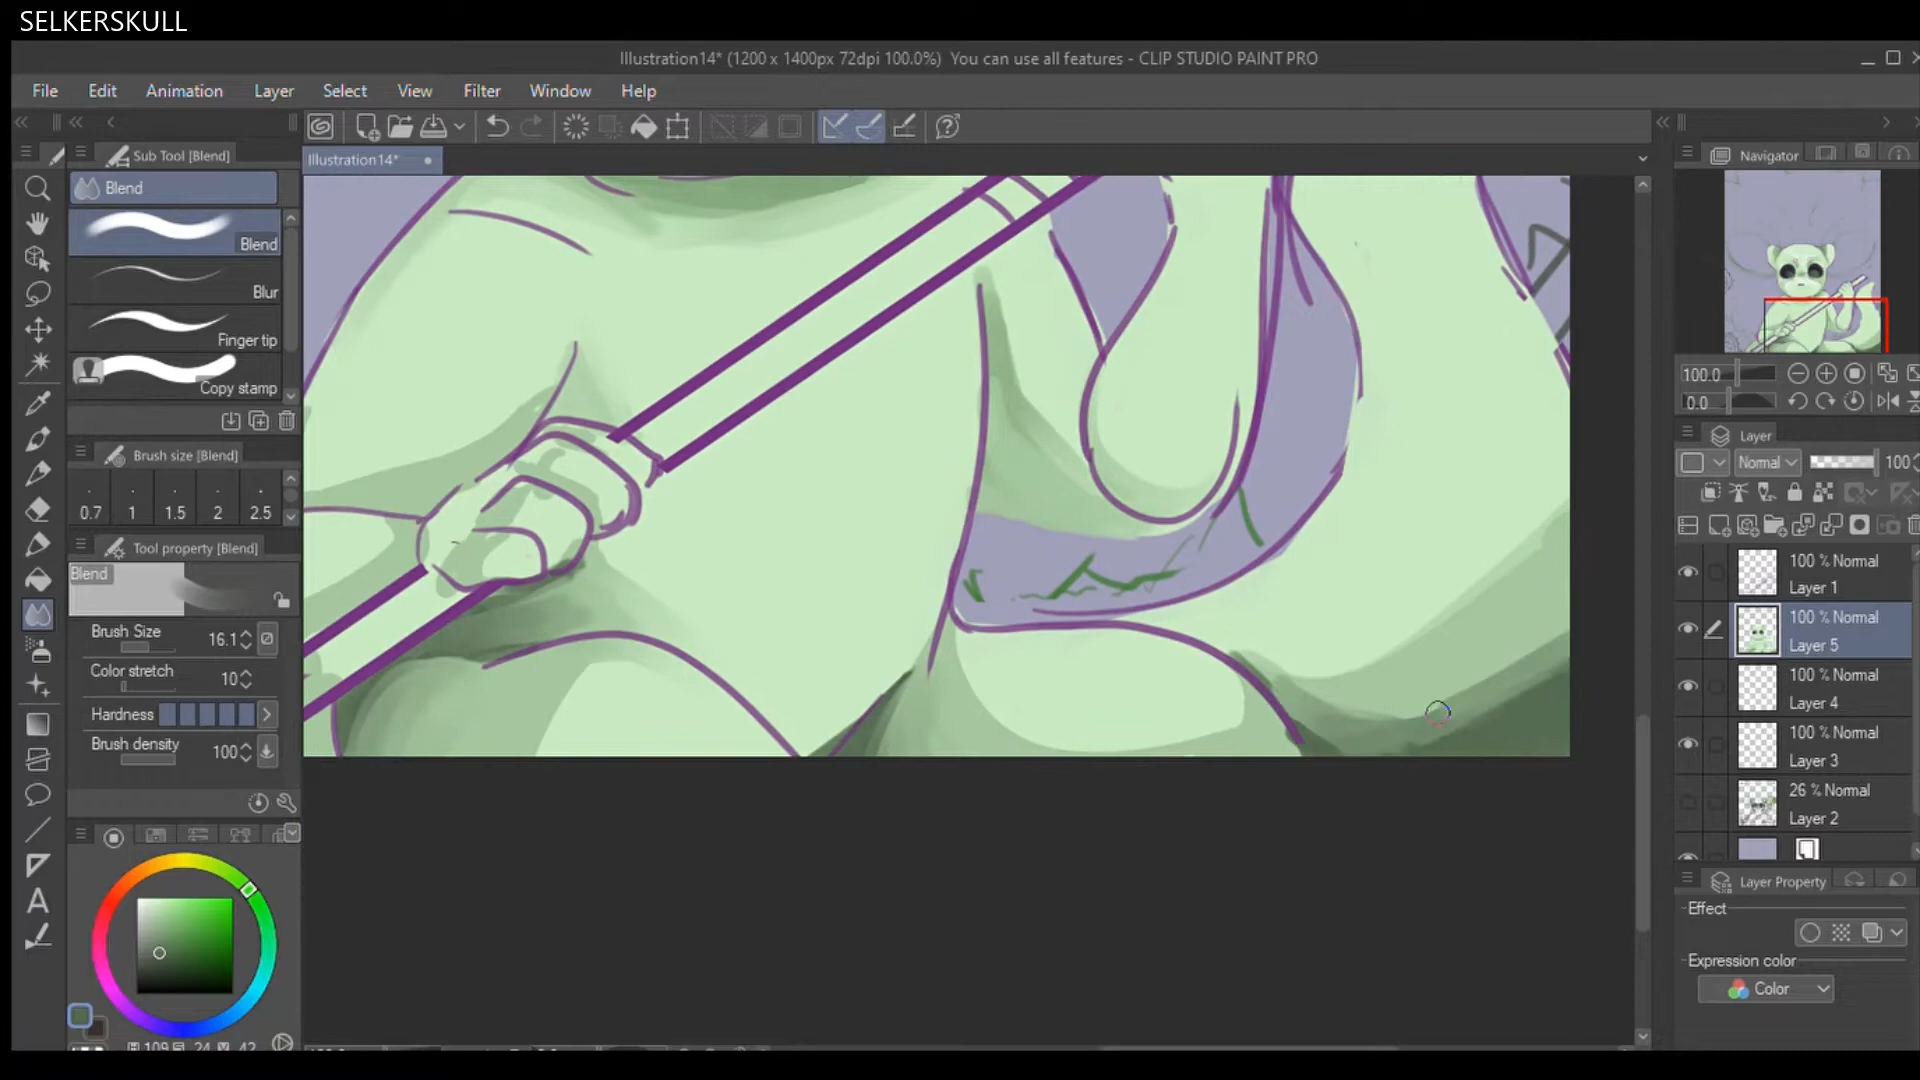 SELKERSKULL
Illustration14* (1200 x 1400px 72dpi 100.0%) You can use all features - CLIP STUDIO PAINT PRO
File Edit Animation Layer Select View Filter Window Help
Sub Tool [Blend]
Illustration14*
Navigator
Blend
Blend
Blur
Finger tip
Copy stamp
100.0
0.0
Brush size [Blend]
0.7 1 1.5 2 2.5
Layer
Normal 100
Tool property [Blend]
Blend
Brush Size 16.1
Color stretch 10
Hardness
Brush density 100
100 % Normal
Layer 1
100 % Normal
Layer 5
100 % Normal
Layer 4
100 % Normal
Layer 3
26 % Normal
Layer 2
Layer Property
Effect
Expression color
Color
H 109 S 24 V 42